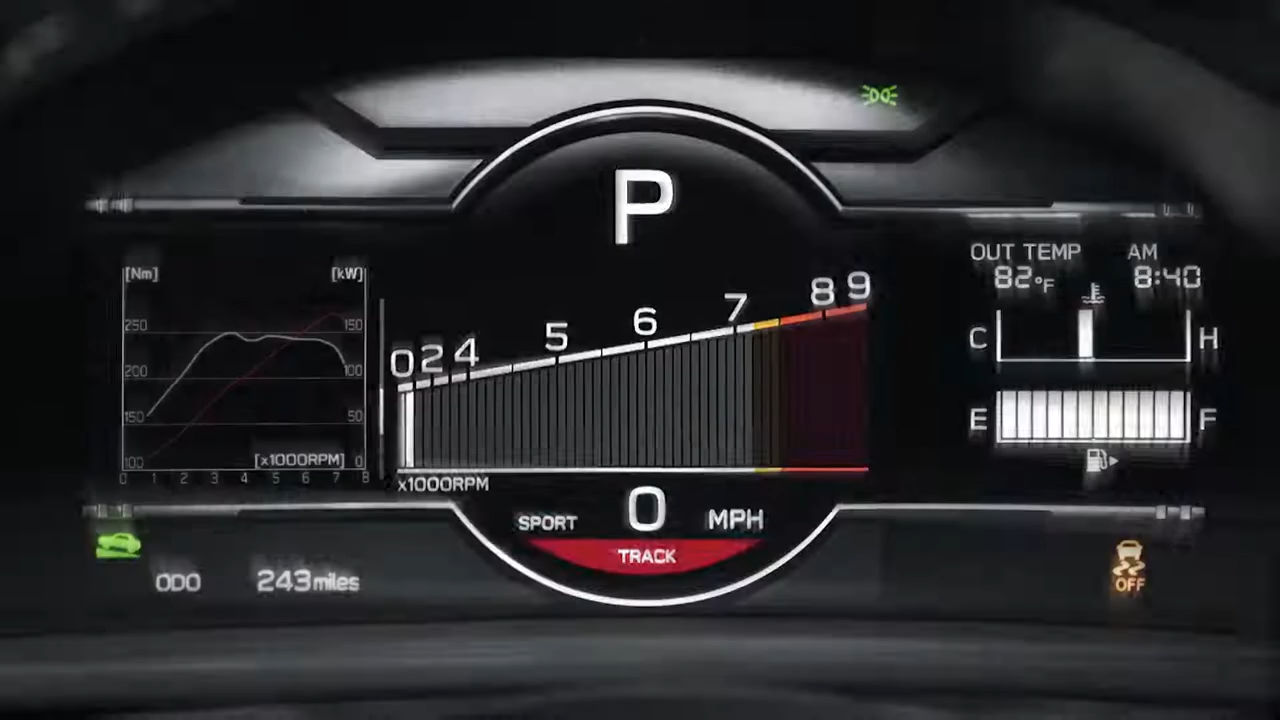 P
OUT TEMP AM
82°F 8:40
[Nm] [kW]
250 150
200 100
150 50
100 [x1000RPM] 0
0 1 2 3 4 5 6 7 8
0 2 4 5 6 7 8 9
x1000RPM
C H
E F
SPORT 0 MPH
TRACK
ODO 243 miles
OFF